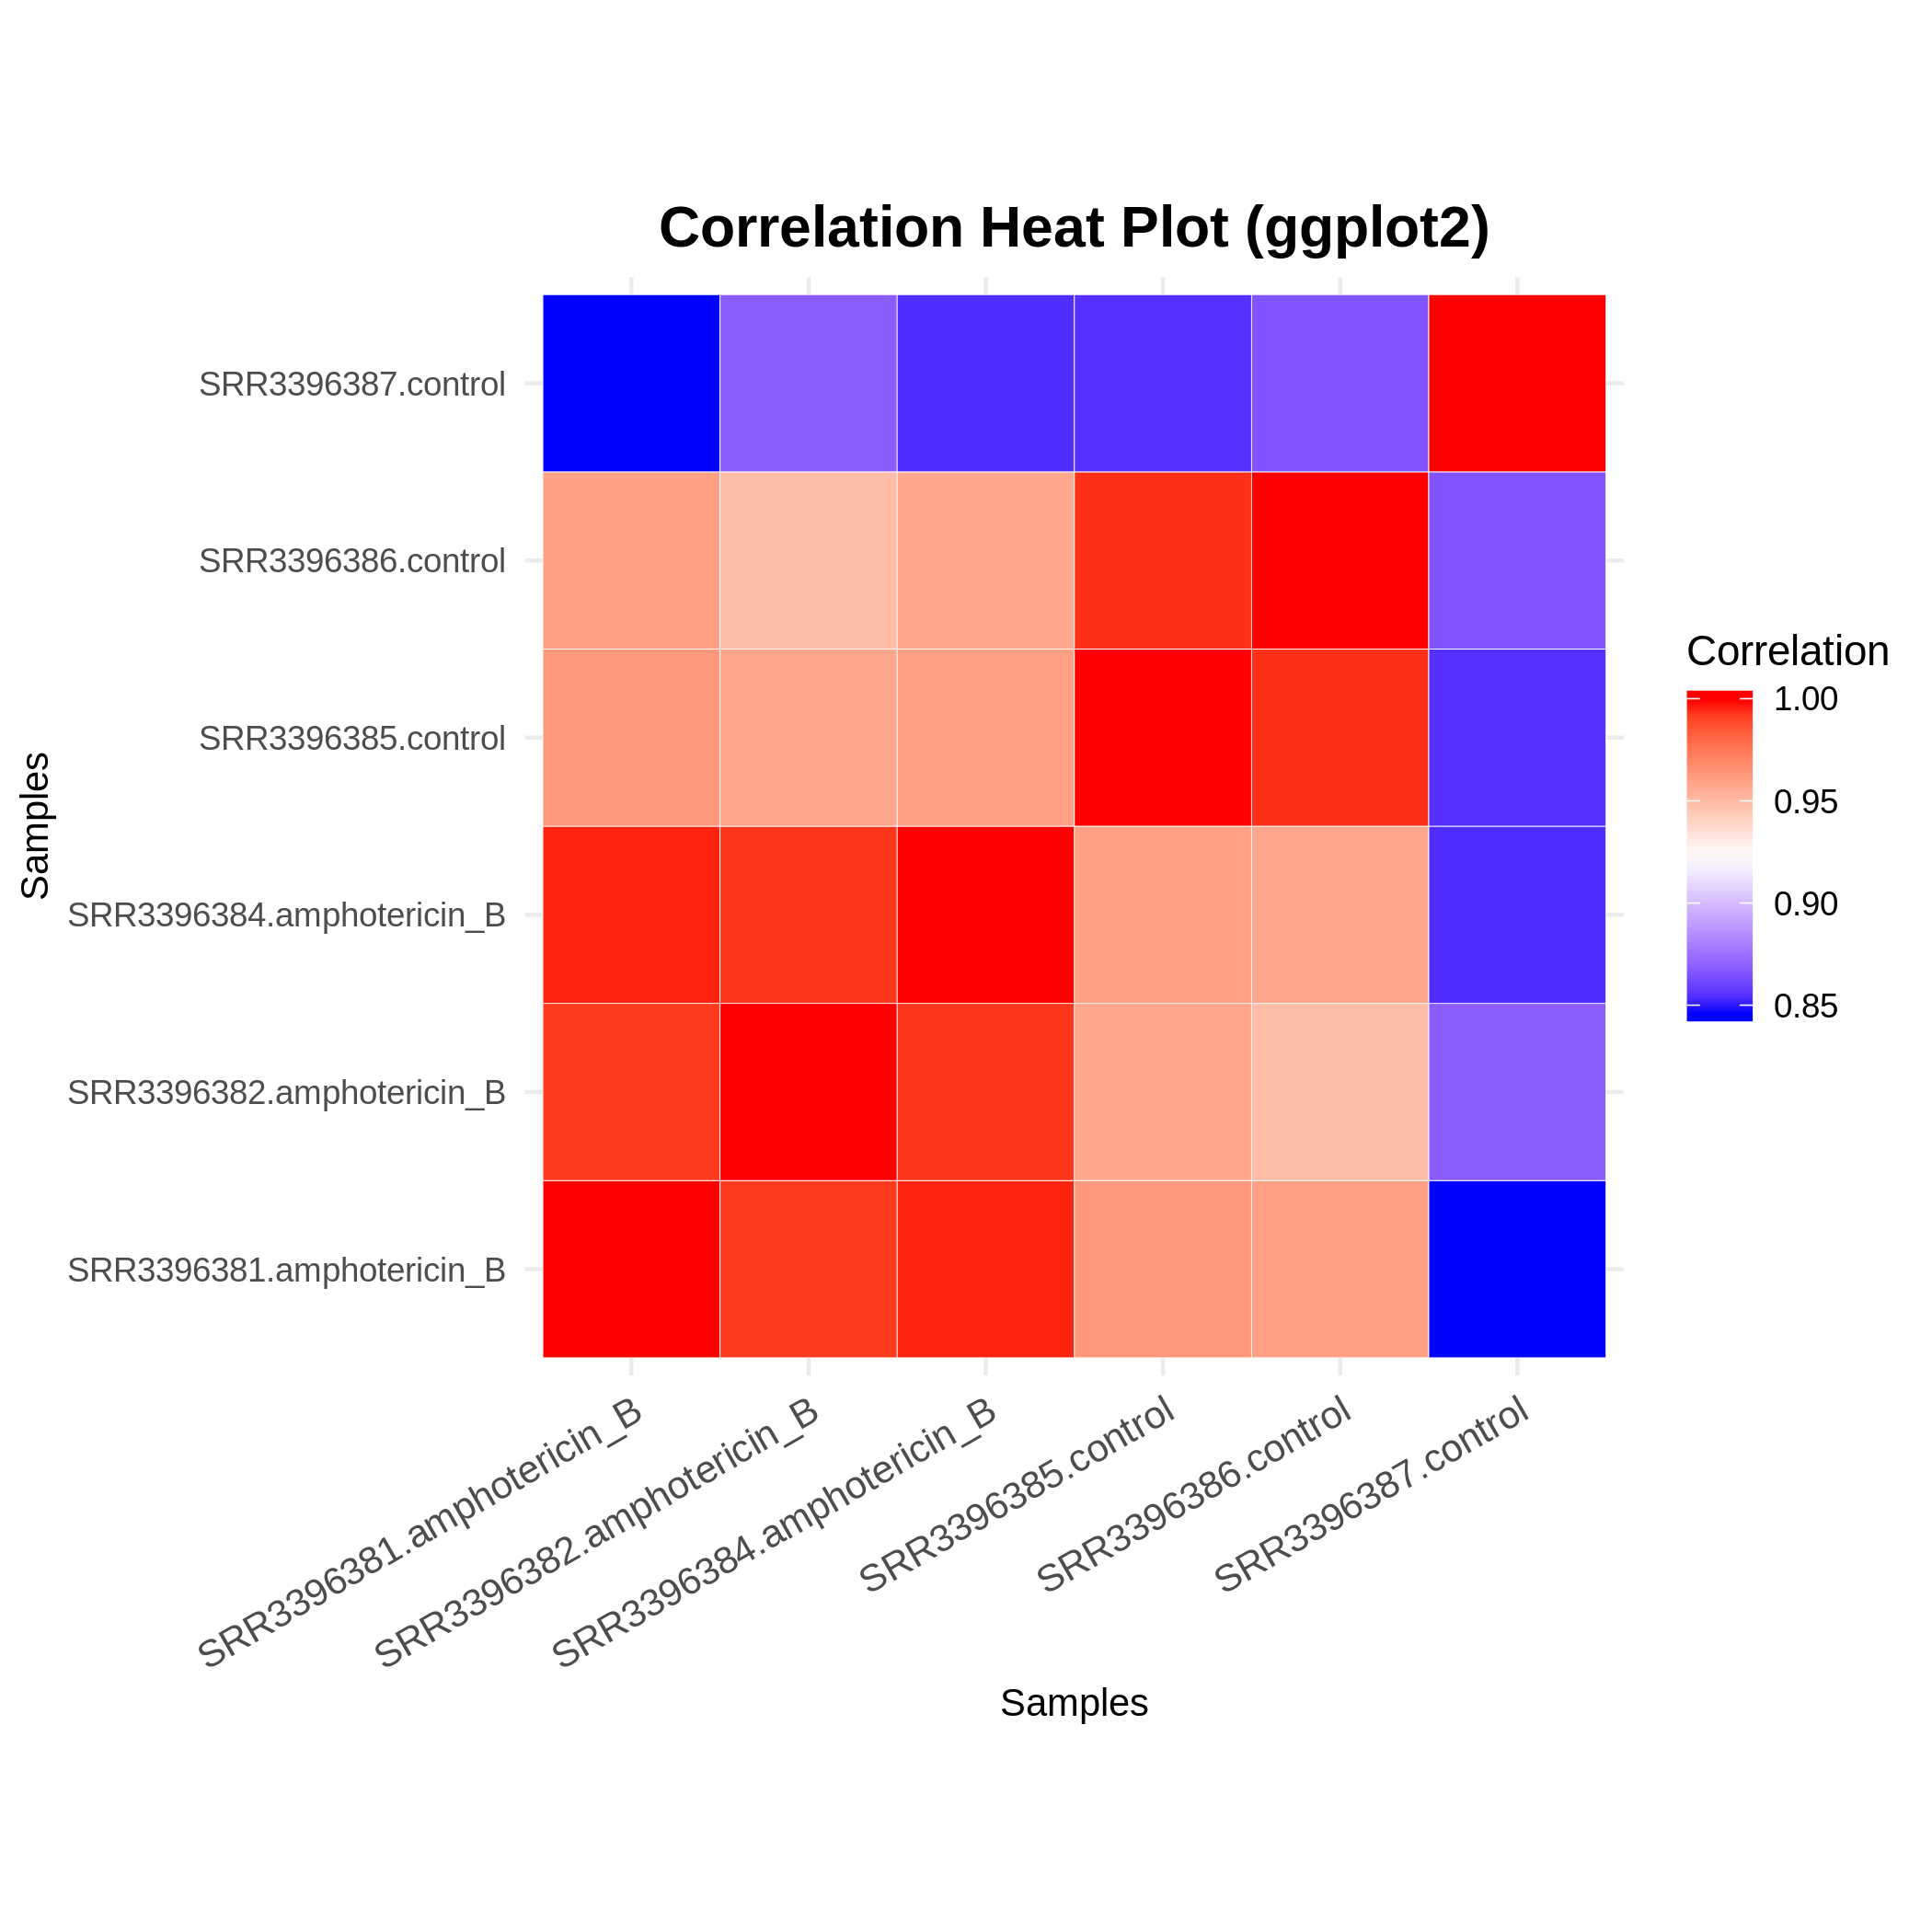 Correlation Heat Plot (ggplot2)
Samples
SRR3396387.control
SRR3396386.control
SRR3396385.control
SRR3396384.amphotericin_B
SRR3396382.amphotericin_B
SRR3396381.amphotericin_B
SRR3396381.amphotericin_B
SRR3396382.amphotericin_B
SRR3396384.amphotericin_B
SRR3396385.control
SRR3396386.control
SRR3396387.control
Samples
Correlation
1.00
0.95
0.90
0.85